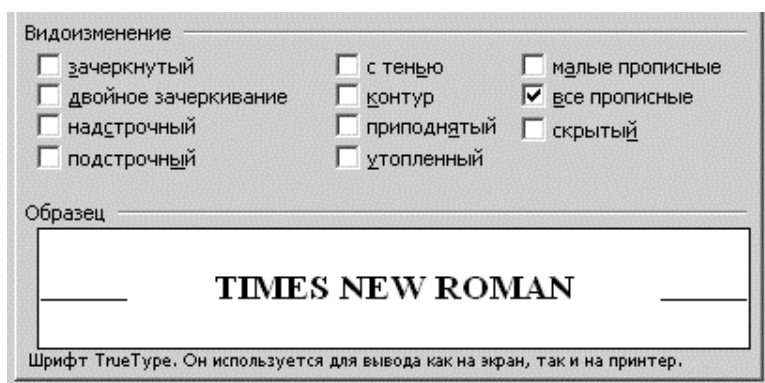 Видоизменение
зачеркнутый с тенью малые прописные
двойное зачеркивание контур все прописные
надстрочный приподнятый скрытый
подстрочный утопленный
Образец
TIMES NEW ROMAN
Шрифт TrueType. Он используется для вывода как на экран, так и на принтер.